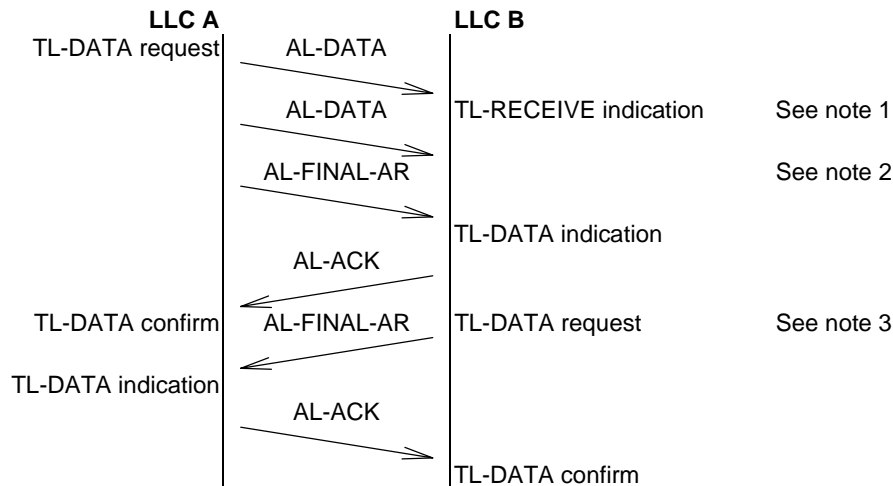 LLC A LLC B
TL-DATA request AL-DATA
AL-DATA TL-RECEIVE indication See note 1
AL-FINAL-AR See note 2
TL-DATA indication
AL-ACK
TL-DATA confirm AL-FINAL-AR TL-DATA request See note 3
TL-DATA indication
AL-ACK
TL-DATA confirm